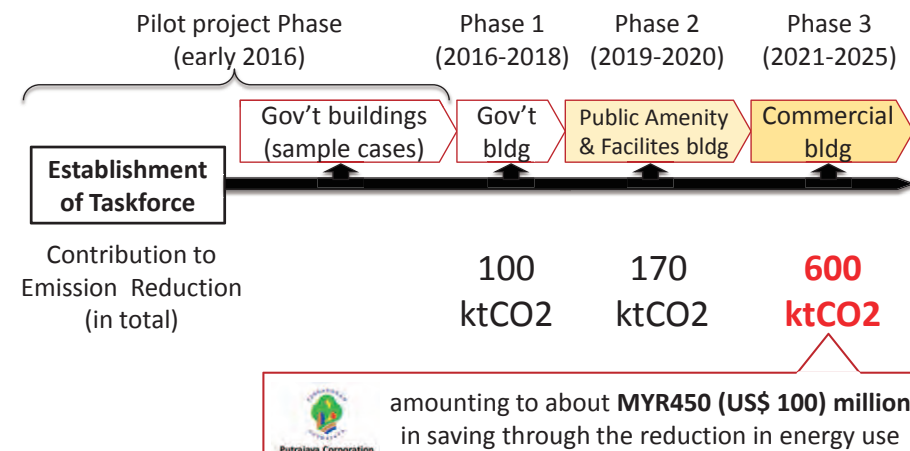 Pilot project Phase
(early 2016)
Phase 1
(2016-2018)
Phase 2
(2019-2020)
Phase 3
(2021-2025)
Gov't buildings
(sample cases)
Gov't
bldg
Public Amenity
& Facilites bldg
Commercial
bldg
Establishment
of Taskforce
Contribution to
Emission Reduction
(in total)
100
ktCO2
170
ktCO2
600
ktCO2
amounting to about MYR450 (US$ 100) million
in saving through the reduction in energy use
Putrajaya Corporation